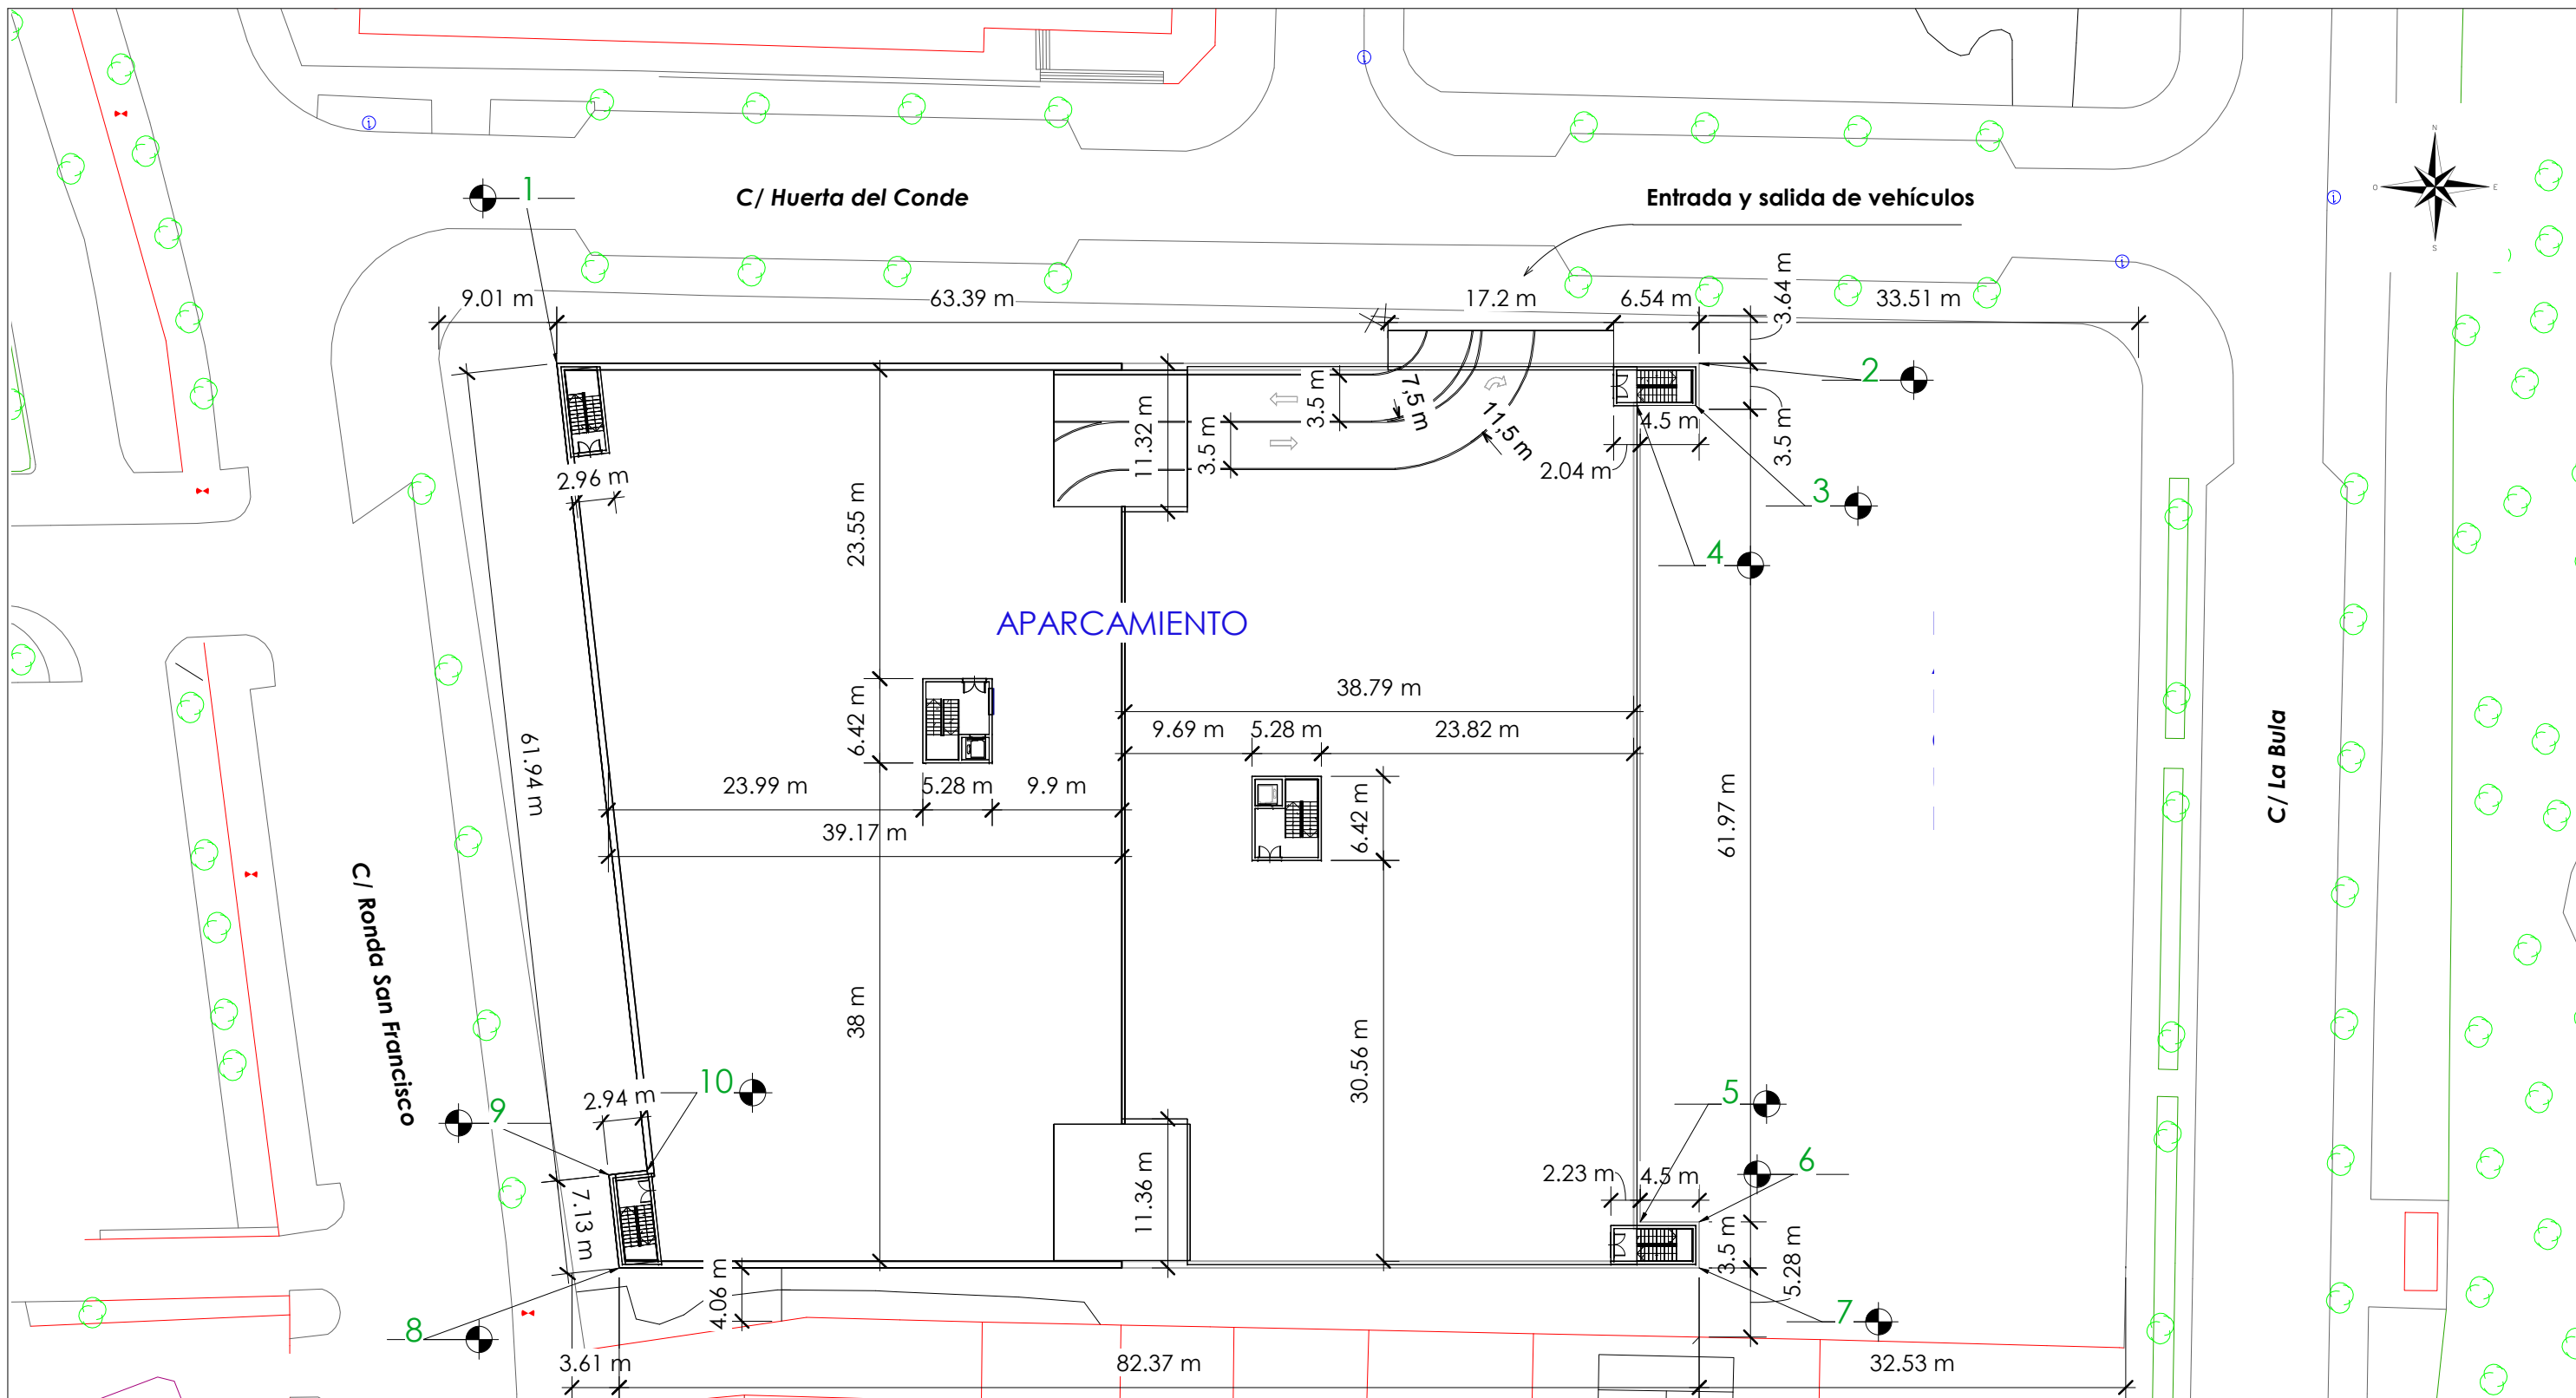 N
O
E
S
1
C/ Huerta del Conde
Entrada y salida de vehículos
9.01 m
63.39 m
17.2 m
6.54 m
3.64 m
33.51 m
2
3.5 m
7,5 m
11,5 m
4.5 m
3.5 m
11.32 m
3.5 m
2.04 m
2.96 m
3
4
23.55 m
APARCAMIENTO
38.79 m
9.69 m
5.28 m
23.82 m
6.42 m
61.94 m
23.99 m
5.28 m
9.9 m
39.17 m
6.42 m
61.97 m
C/ La Bula
C/ Ronda San Francisco
38 m
30.56 m
10
2.94 m
9
5
6
2.23 m
4.5 m
7.13 m
11.36 m
3.5 m
5.28 m
4.06 m
8
7
3.61 m
82.37 m
32.53 m